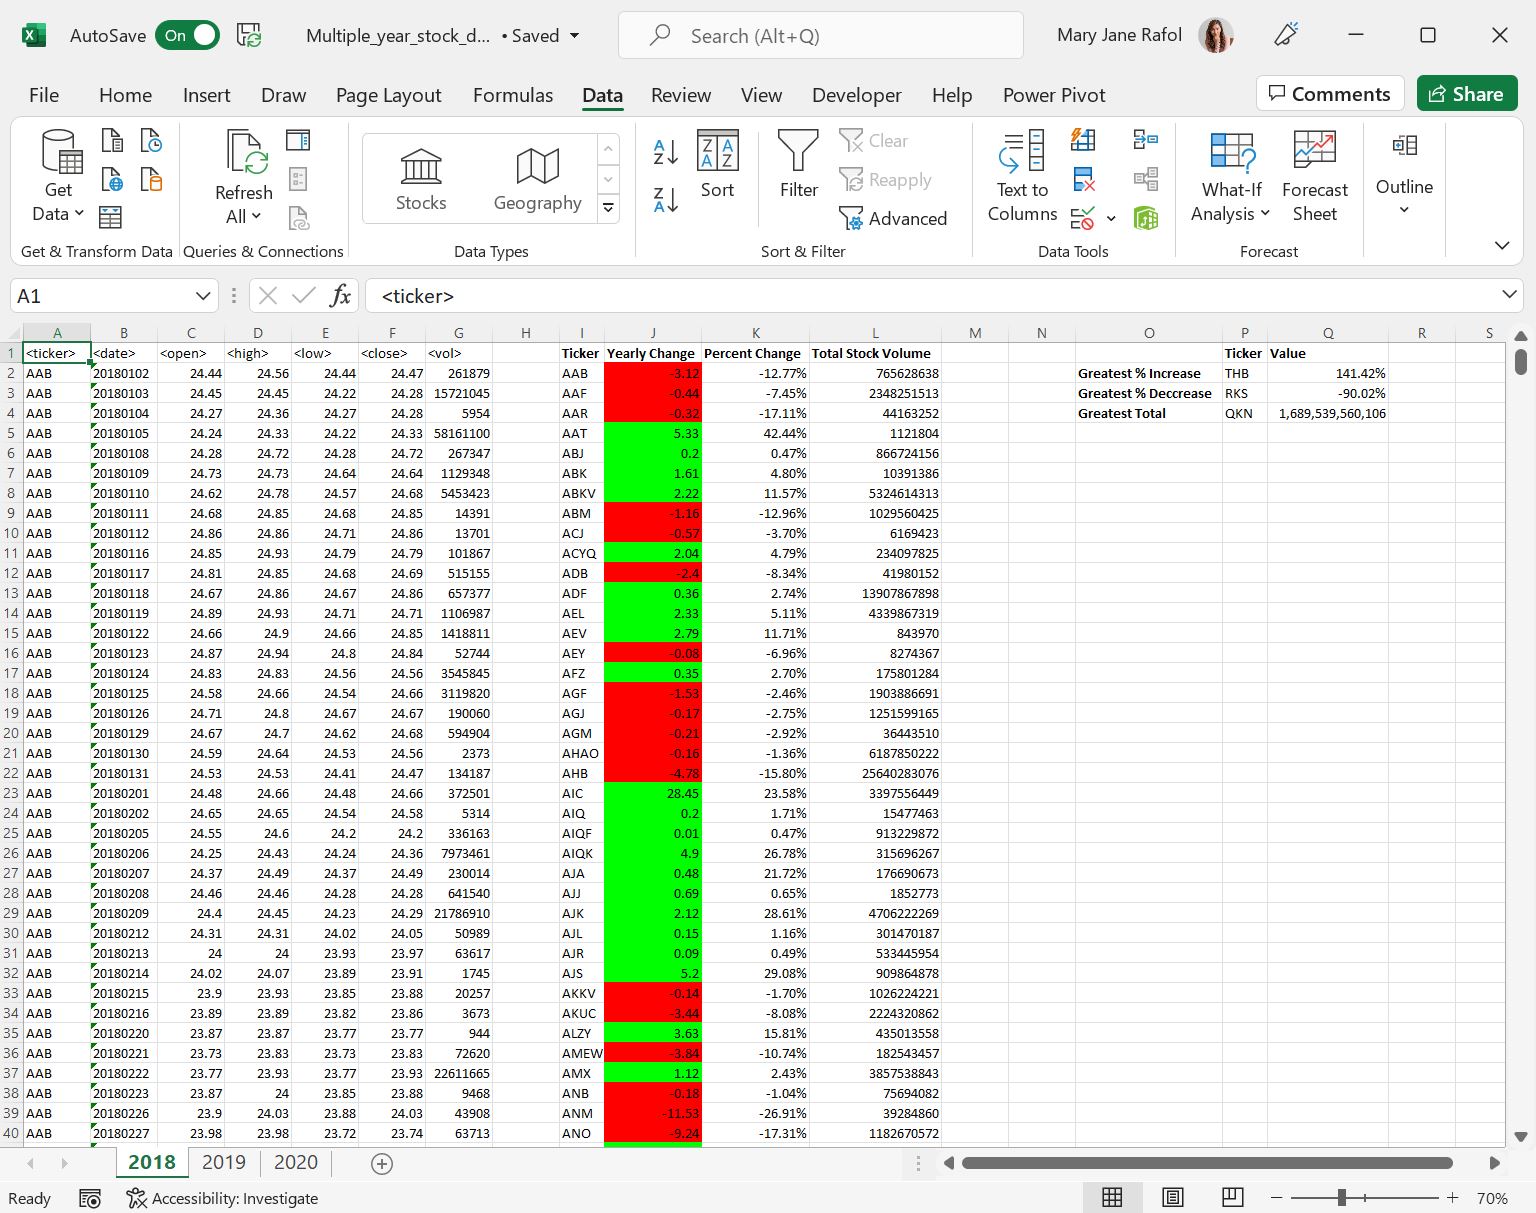 AutoSave On Multiple_year_stock_d... • Saved Search (Alt+Q) Mary Jane Rafol
File Home Insert Draw Page Layout Formulas Data Review View Developer Help Power Pivot Comments Share
Get Data Refresh All Stocks Geography Sort Filter Clear Reapply Advanced Text to Columns What-If Analysis Forecast Sheet Outline
Get & Transform Data Queries & Connections Data Types Sort & Filter Data Tools Forecast
A1 fx <ticker>
A B C D E F G H I J K L M N O P Q R S
1 <ticker> <date> <open> <high> <low> <close> <vol> Ticker Yearly Change Percent Change Total Stock Volume Ticker Value
2 AAB 20180102 24.44 24.56 24.44 24.47 261879 AAB -3.12 -12.77% 765628638 Greatest % Increase THB 141.42%
3 AAB 20180103 24.45 24.45 24.22 24.28 15721045 AAF -0.44 -7.45% 2348251513 Greatest % Deccrease RKS -90.02%
4 AAB 20180104 24.27 24.36 24.27 24.28 5954 AAR -0.32 -17.11% 44163252 Greatest Total QKN 1,689,539,560,106
5 AAB 20180105 24.24 24.33 24.22 24.33 58161100 AAT 5.33 42.44% 1121804
6 AAB 20180108 24.28 24.72 24.28 24.72 267347 ABJ 0.2 0.47% 866724156
7 AAB 20180109 24.73 24.73 24.64 24.64 1129348 ABK 1.61 4.80% 10391386
8 AAB 20180110 24.62 24.78 24.57 24.68 5453423 ABKV 2.22 11.57% 5324614313
9 AAB 20180111 24.68 24.85 24.68 24.85 14391 ABM -1.16 -12.96% 1029560425
10 AAB 20180112 24.86 24.86 24.71 24.86 13701 ACJ -0.57 -3.70% 6169423
11 AAB 20180116 24.85 24.93 24.79 24.79 101867 ACYQ 2.04 4.79% 234097825
12 AAB 20180117 24.81 24.85 24.68 24.69 515155 ADB -2.4 -8.34% 41980152
13 AAB 20180118 24.67 24.86 24.67 24.86 657377 ADF 0.36 2.74% 13907867898
14 AAB 20180119 24.89 24.93 24.71 24.71 1106987 AEL 2.33 5.11% 4339867319
15 AAB 20180122 24.66 24.9 24.66 24.85 1418811 AEV 2.79 11.71% 843970
16 AAB 20180123 24.87 24.94 24.8 24.84 52744 AEY -0.08 -6.96% 8274367
17 AAB 20180124 24.83 24.83 24.56 24.56 3545845 AFZ 0.35 2.70% 175801284
18 AAB 20180125 24.58 24.66 24.54 24.66 3119820 AGF -1.53 -2.46% 1903886691
19 AAB 20180126 24.71 24.8 24.67 24.67 190060 AGJ -0.17 -2.75% 1251599165
20 AAB 20180129 24.67 24.7 24.62 24.68 594904 AGM -0.21 -2.92% 36443510
21 AAB 20180130 24.59 24.64 24.53 24.56 2373 AHAO -0.16 -1.36% 6187850222
22 AAB 20180131 24.53 24.53 24.41 24.47 134187 AHB -4.78 -15.80% 25640283076
23 AAB 20180201 24.48 24.66 24.48 24.66 372501 AIC 28.45 23.58% 3397556449
24 AAB 20180202 24.65 24.65 24.54 24.58 5314 AIQ 0.2 1.71% 15477463
25 AAB 20180205 24.55 24.6 24.2 24.2 336163 AIQF 0.01 0.47% 913229872
26 AAB 20180206 24.25 24.43 24.24 24.36 7973461 AIQK 4.9 26.78% 315696267
27 AAB 20180207 24.37 24.49 24.37 24.49 230014 AJA 0.48 21.72% 176690673
28 AAB 20180208 24.46 24.46 24.28 24.28 641540 AJJ 0.69 0.65% 1852773
29 AAB 20180209 24.4 24.45 24.23 24.29 21786910 AJK 2.12 28.61% 4706222269
30 AAB 20180212 24.31 24.31 24.02 24.05 50989 AJL 0.15 1.16% 301470187
31 AAB 20180213 24 24 23.93 23.97 63617 AJR 0.09 0.49% 533445954
32 AAB 20180214 24.02 24.07 23.89 23.91 1745 AJS 5.2 29.08% 909864878
33 AAB 20180215 23.9 23.93 23.85 23.88 20257 AKKV -0.14 -1.70% 1026224221
34 AAB 20180216 23.89 23.89 23.82 23.86 3673 AKUC -3.44 -8.08% 2224320862
35 AAB 20180220 23.87 23.87 23.77 23.77 944 ALZY 3.63 15.81% 435013558
36 AAB 20180221 23.73 23.83 23.73 23.83 72620 AMEW -3.84 -10.74% 182543457
37 AAB 20180222 23.77 23.93 23.77 23.93 22611665 AMX 1.12 2.43% 3857538843
38 AAB 20180223 23.87 24 23.85 23.88 9468 ANB -0.18 -1.04% 75694082
39 AAB 20180226 23.9 24.03 23.88 24.03 43908 ANM -11.53 -26.91% 39284860
40 AAB 20180227 23.98 23.98 23.72 23.74 63713 ANO -9.24 -17.31% 1182670572
2018 2019 2020
Ready Accessibility: Investigate 70%